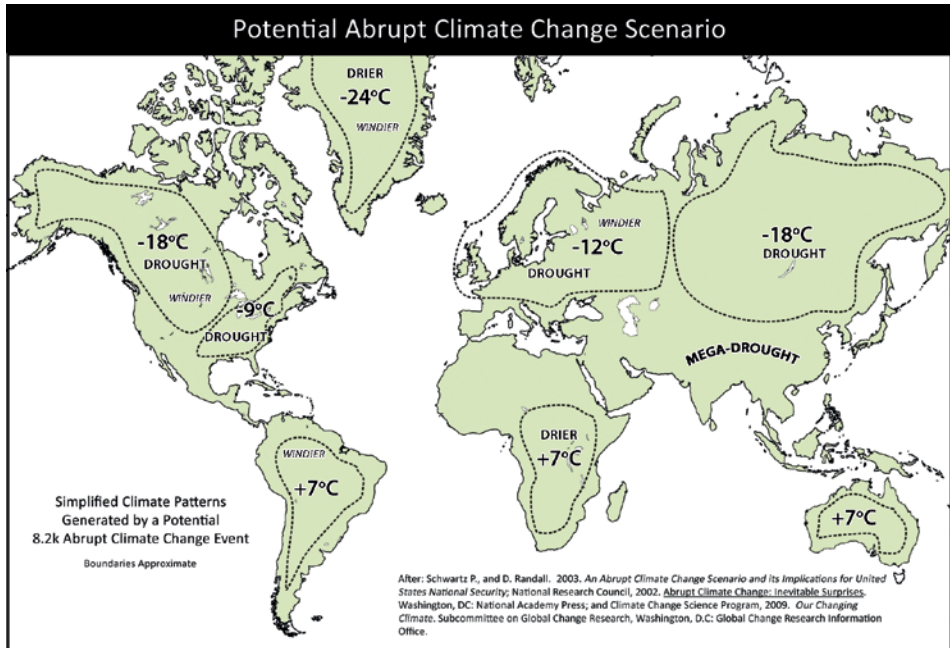 Potential Abrupt Climate Change Scenario
DRIER
-24°C
WINDIER
-18°C
DROUGHT
WINDIER
-9°C
DROUGHT
WINDIER
-12°C
DROUGHT
-18°C
DROUGHT
MEGA-DROUGHT
WINDIER
+7°C
DRIER
+7°C
+7°C
Simplified Climate Patterns
Generated by a Potential
8.2k Abrupt Climate Change Event
Boundaries Approximate
After: Schwartz P., and D. Randall. 2003. An Abrupt Climate Change Scenario and its Implications for United
States National Security; National Research Council, 2002. Abrupt Climate Change: Inevitable Surprises.
Washington, DC: National Academy Press; and Climate Change Science Program, 2009. Our Changing
Climate. Subcommittee on Global Change Research, Washington, D.C: Global Change Research Information
Office.